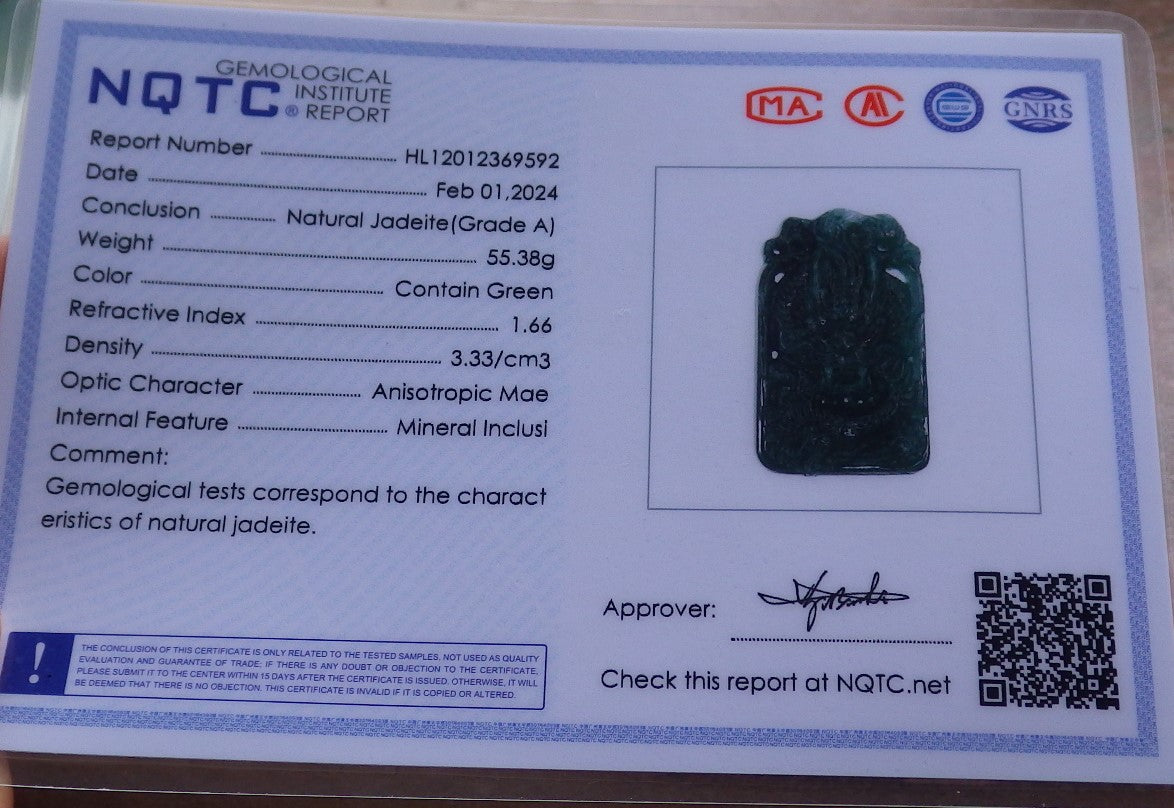 NQTC® GEMOLOGICAL INSTITUTE REPORT
Report Number HL12012369592
Date Feb 01,2024
Conclusion Natural Jadeite(Grade A)
Weight 55.38g
Color Contain Green
Refractive Index 1.66
Density 3.33/cm3
Optic Character Anisotropic Mae
Internal Feature Mineral Inclusi
Comment:
Gemological tests correspond to the charact
eristics of natural jadeite.
! THE CONCLUSION OF THIS CERTIFICATE IS ONLY RELATED TO THE TESTED SAMPLES, NOT USED AS QUALITY
EVALUATION AND GUARANTEE OF TRADE; IF THERE IS ANY DOUBT OR OBJECTION TO THE CERTIFICATE,
PLEASE SUBMIT IT TO THE CENTER WITHIN 15 DAYS AFTER THE CERTIFICATE IS ISSUED. OTHERWISE, IT WILL
BE DEEMED THAT THERE IS NO OBJECTION. THIS CERTIFICATE IS INVALID IF IT IS COPIED OR ALTERED.
MA
GNRS
Approver:
Check this report at NQTC.net